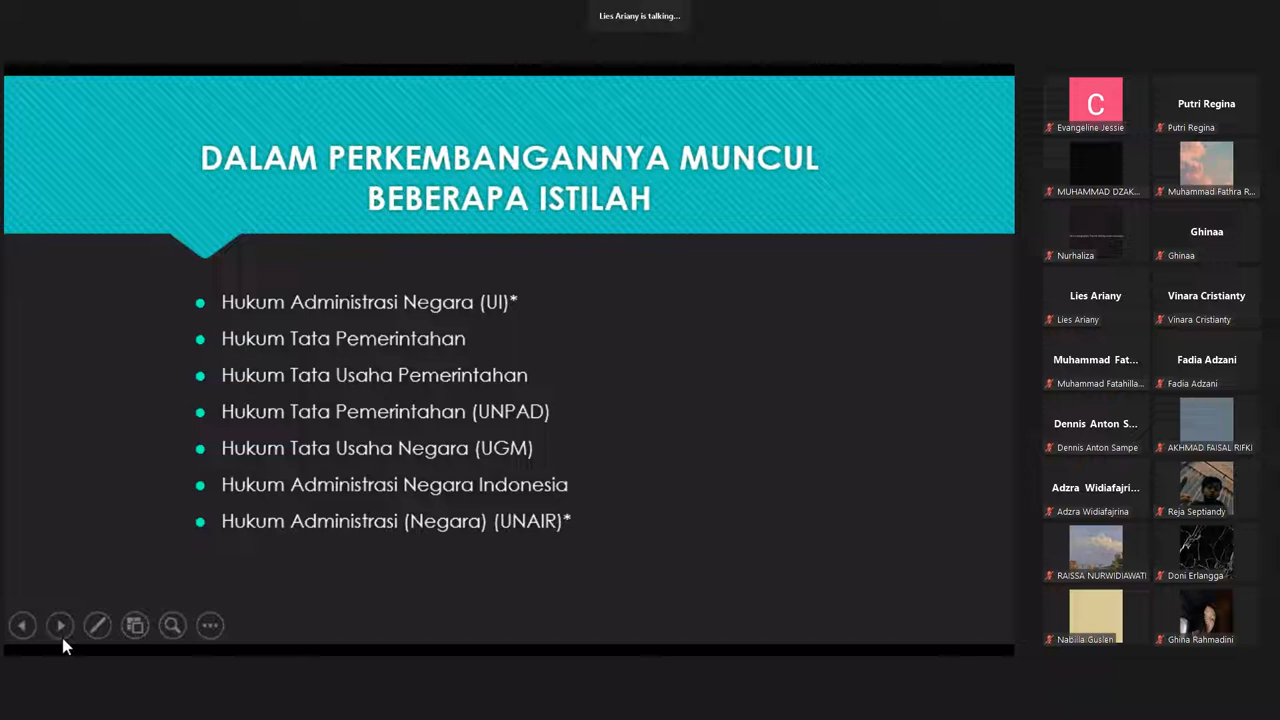 Lies Ariany is talking...
DALAM PERKEMBANGANNYA MUNCUL
BEBERAPA ISTILAH
Hukum Administrasi Negara (UI)*
Hukum Tata Pemerintahan
Hukum Tata Usaha Pemerintahan
Hukum Tata Pemerintahan (UNPAD)
Hukum Tata Usaha Negara (UGM)
Hukum Administrasi Negara Indonesia
Hukum Administrasi (Negara) (UNAIR)*
C
Evangeline Jessie
Putri Regina
Putri Regina
MUHAMMAD DZAK...
Muhammad Fathra R...
Nurhaliza
Ghinaa
Ghinaa
Lies Ariany
Lies Ariany
Vinara Cristianty
Vinara Cristianty
Muhammad Fat...
Muhammad Fatahilla...
Fadia Adzani
Fadia Adzani
Dennis Anton S...
Dennis Anton Sampe
AKHMAD FAISAL RIFKI
Adzra Widiafajri...
Adzra Widiafajrina
Reja Septiandy
RAISSA NURWIDIAWATI
Doni Erlangga
Nabilla Guslen
Ghina Rahmadini